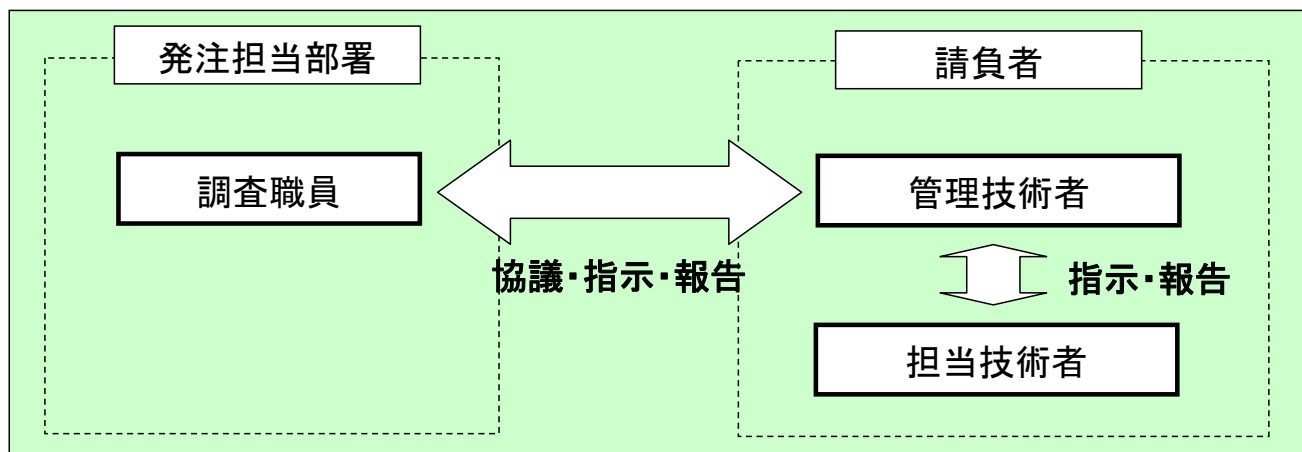 発注担当部署
請負者
調査職員
管理技術者
協議・指示・報告
指示・報告
担当技術者